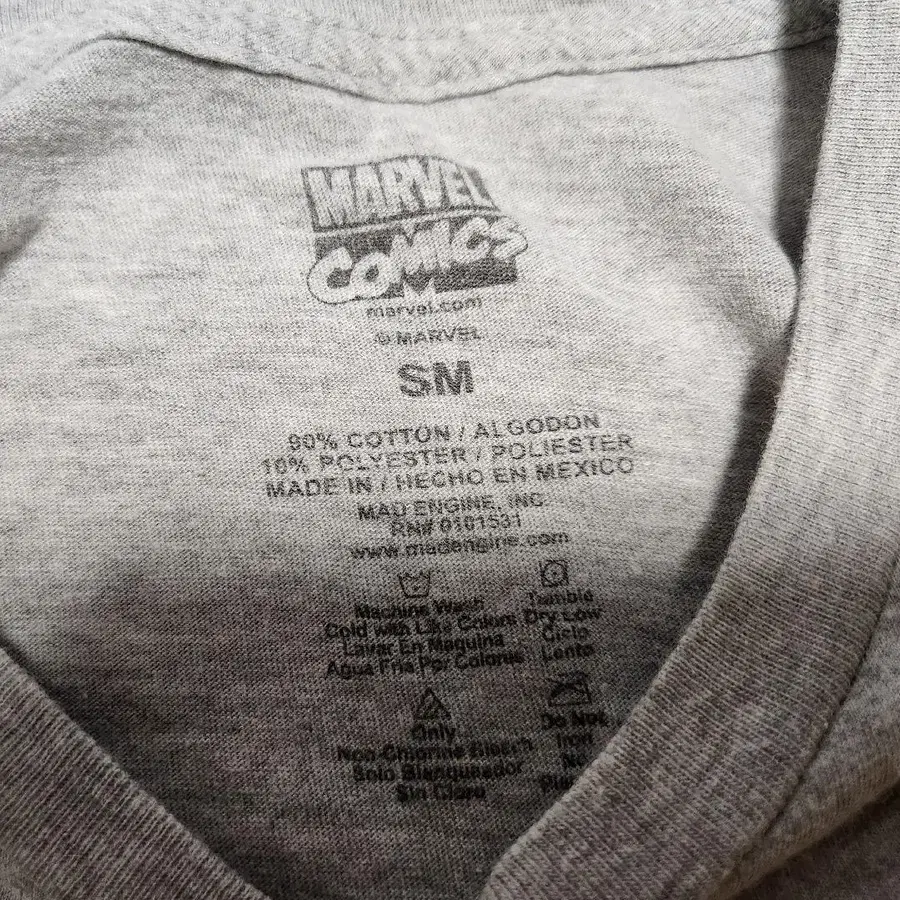 MARVEL
COMICS
marvel.com
© MARVEL
SM
90% COTTON / ALGODON
10% POLYESTER / POLIESTER
MADE IN / HECHO EN MEXICO
MAD ENGINE, INC.
RN# 0101531
www.madengine.com
Machine Wash
Cold with Like Colors
Lavar En Maquina
Agua Fria Por Colores
Tumble
Dry Low
Ciclo
Lento
Only
Non-Chlorine Bleach
Solo Blanqueador
Sin Cloro
Do Not
Iron
No